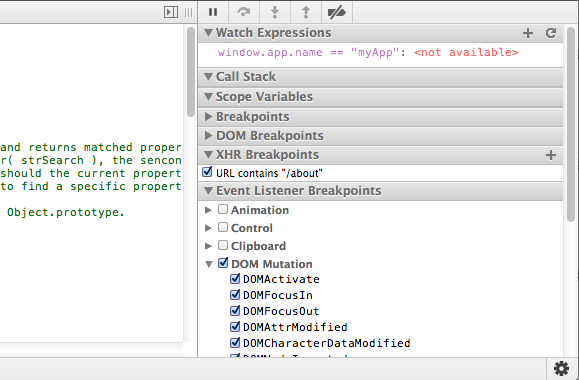 Watch Expressions
window.app.name == "myApp": <not available>
Call Stack
Scope Variables
Breakpoints
DOM Breakpoints
XHR Breakpoints
URL contains "/about"
Event Listener Breakpoints
Animation
Control
Clipboard
DOM Mutation
DOMActivate
DOMFocusIn
DOMFocusOut
DOMAttrModified
DOMCharacterDataModified
and returns matched proper
r( strSearch ), the sencon
should the current propert
to find a specific propert
Object.prototype.